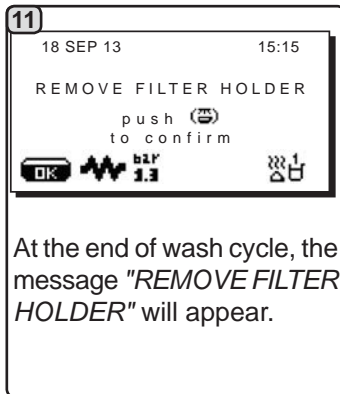 11
18 SEP 13 15:15
REMOVE FILTER HOLDER
push
to confirm
OK bar 1.3 1
At the end of wash cycle, the
message "REMOVE FILTER
HOLDER" will appear.